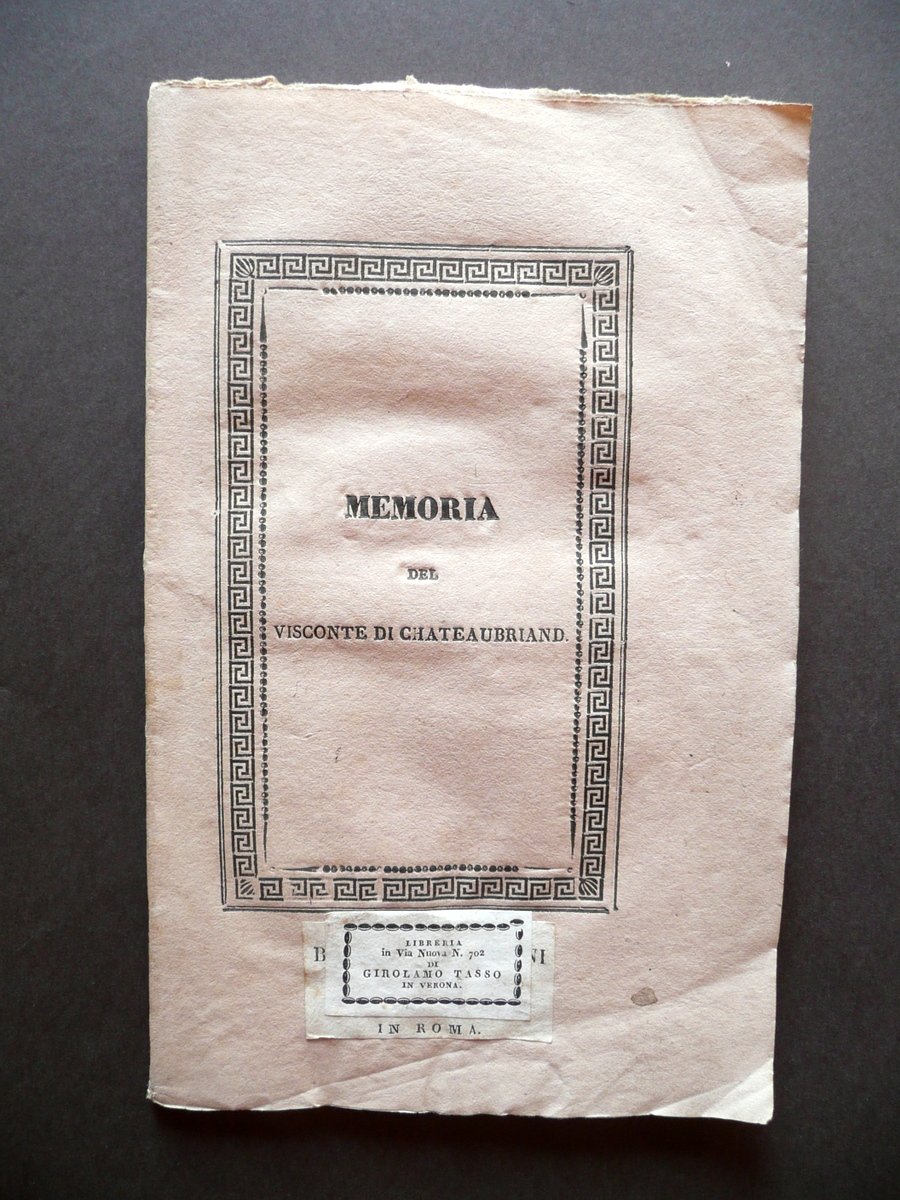 MEMORIA
DEL
VISCONTE DI CHATEAUBRIAND.
LIBRERIA
in Via Nuova N. 702
DI
GIROLAMO TASSO
IN VERONA.
IN ROMA.